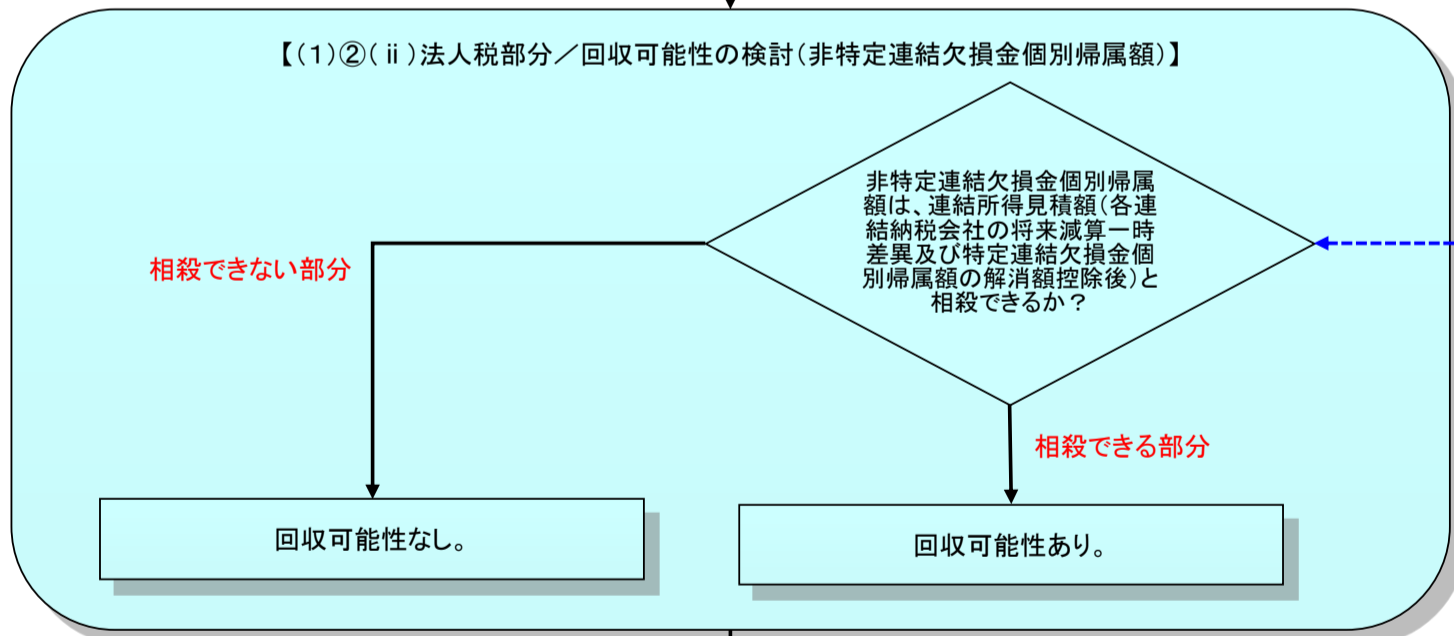 【(1)②(ⅱ)法人税部分／回収可能性の検討(非特定連結欠損金個別帰属額)】
非特定連結欠損金個別帰属
額は、連結所得見積額(各連
結納税会社の将来減算一時
差異及び特定連結欠損金個
別帰属額の解消額控除後)と
相殺できるか？
相殺できない部分
相殺できる部分
回収可能性なし。
回収可能性あり。